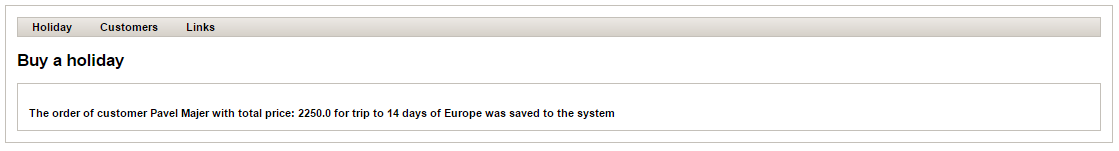 Holiday Customers Links
Buy a holiday
The order of customer Pavel Majer with total price: 2250.0 for trip to 14 days of Europe was saved to the system